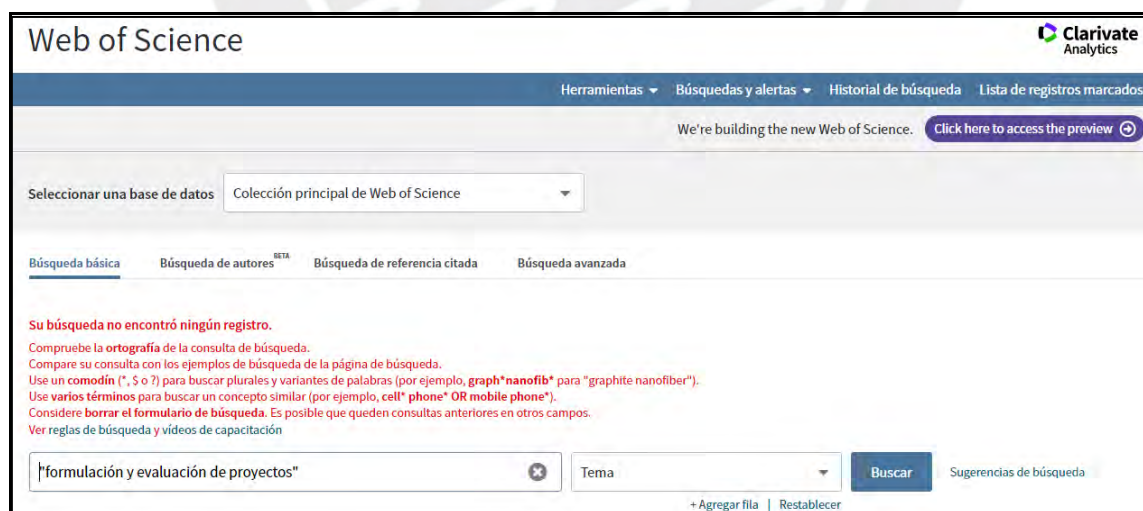 Web of Science
Clarivate
Analytics
Herramientas Búsquedas y alertas Historial de búsqueda Lista de registros marcados
We're building the new Web of Science. Click here to access the preview
Seleccionar una base de datos Colección principal de Web of Science
Búsqueda básica Búsqueda de autores BETA Búsqueda de referencia citada Búsqueda avanzada
Su búsqueda no encontró ningún registro.
Compruebe la ortografía de la consulta de búsqueda.
Compare su consulta con los ejemplos de búsqueda de la página de búsqueda.
Use un comodín (*, $ o ?) para buscar plurales y variantes de palabras (por ejemplo, graph*nanofib* para "graphite nanofiber").
Use varios términos para buscar un concepto similar (por ejemplo, cell* phone* OR mobile phone*).
Considere borrar el formulario de búsqueda. Es posible que queden consultas anteriores en otros campos.
Ver reglas de búsqueda y vídeos de capacitación
"formulación y evaluación de proyectos" Tema Buscar Sugerencias de búsqueda
+ Agregar fila | Restablecer